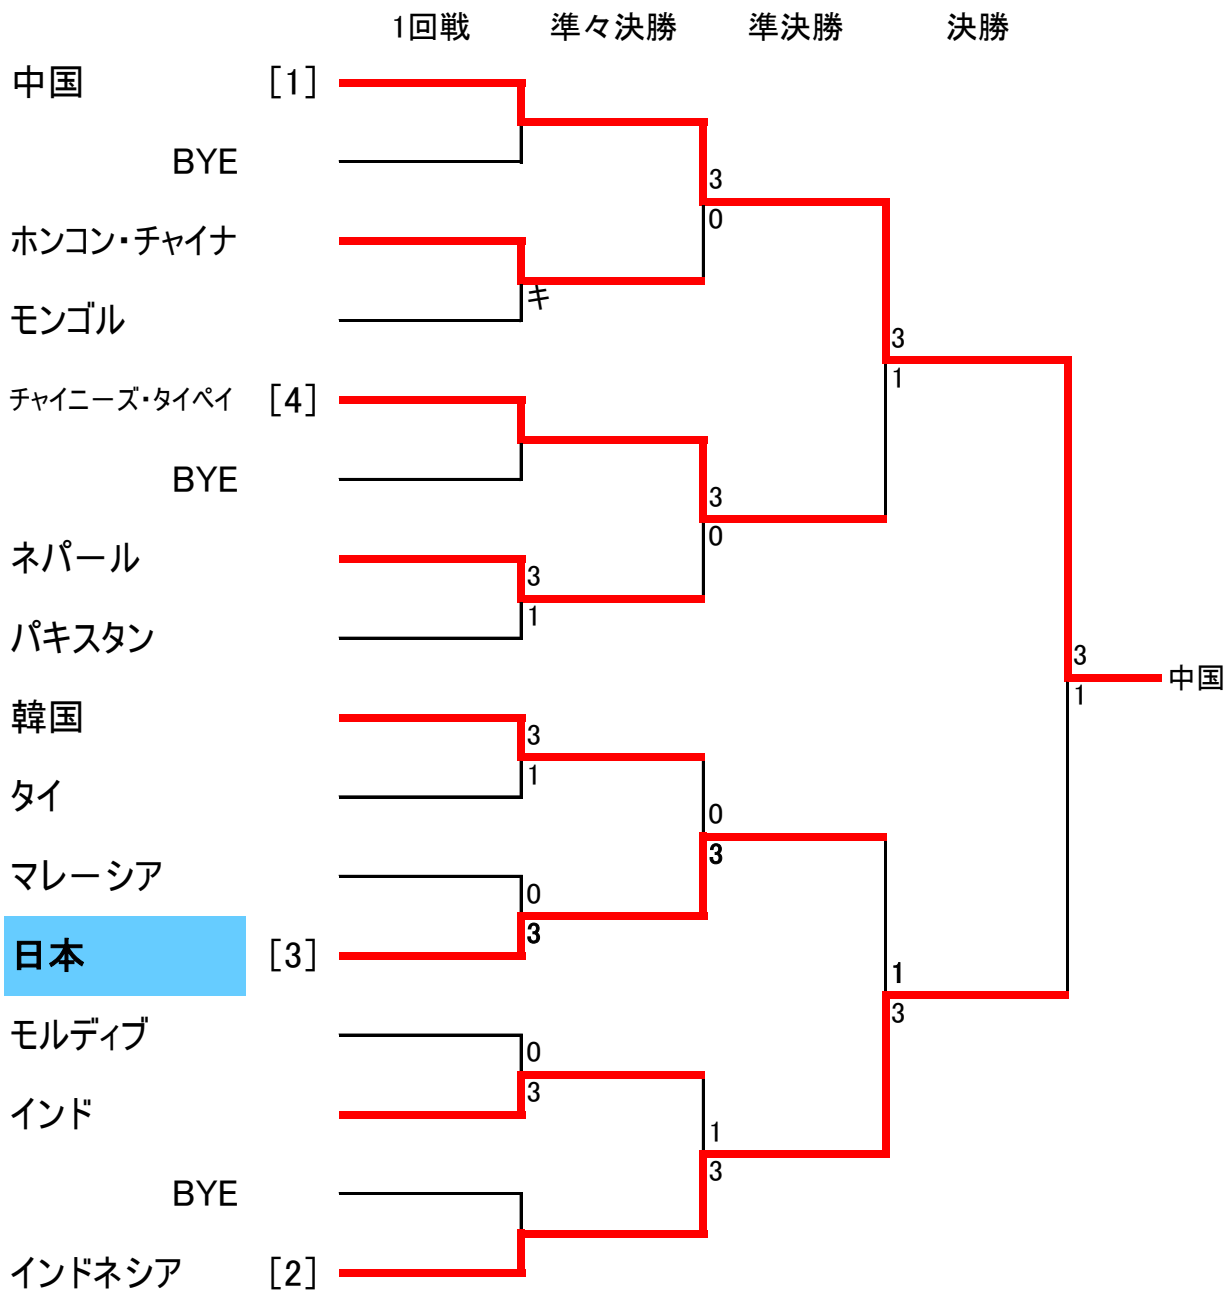 1回戦 準々決勝 準決勝 決勝
中国 [1]
BYE
3
0
ホンコン・チャイナ
キ
モンゴル
3
1
チャイニーズ・タイペイ [4]
BYE
3
0
ネパール
3
1
パキスタン
3
中国
1
韓国
3
1
タイ
0
3
マレーシア
0
3
日本 [3]
1
3
モルディブ
0
3
インド
1
3
BYE
インドネシア [2]